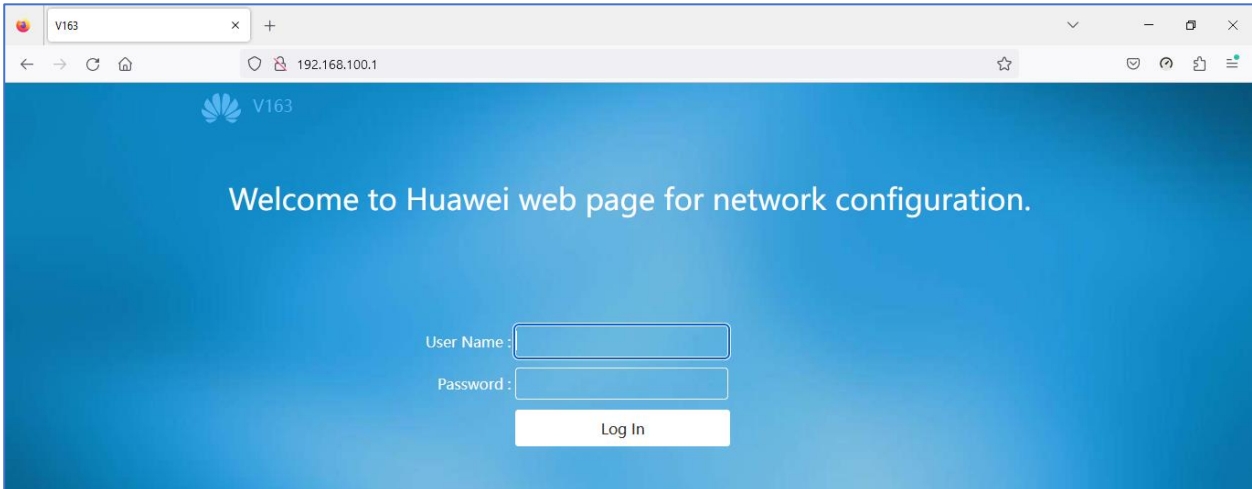 V163
192.168.100.1
V163
Welcome to Huawei web page for network configuration.
User Name :
Password :
Log In